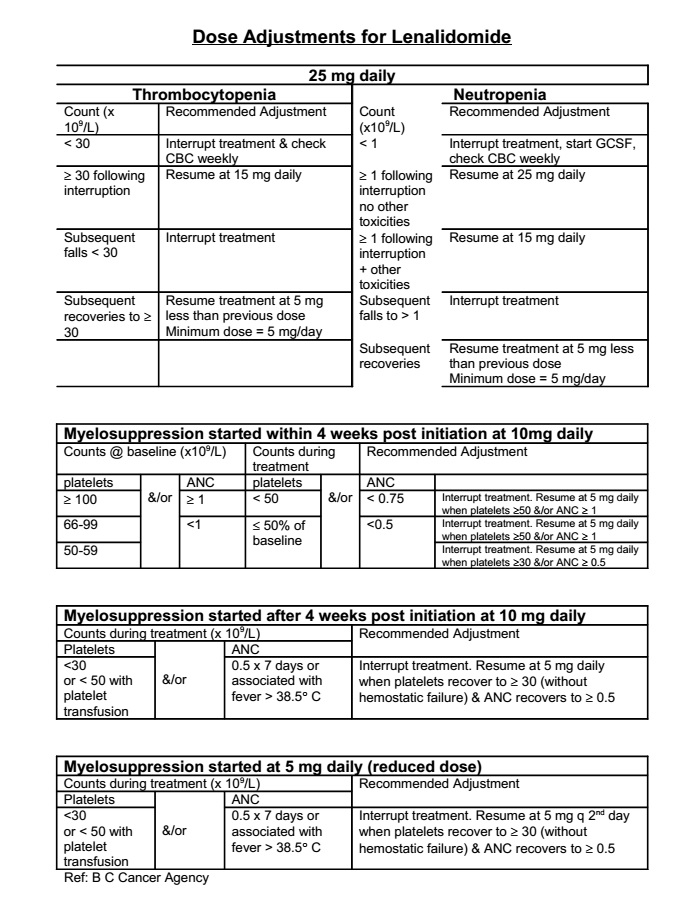 Dose Adjustments for Lenalidomide
25 mg daily
Thrombocytopenia Neutropenia
Count (x Recommended Adjustment Count Recommended Adjustment
10⁹/L) (x10⁹/L)
< 30 Interrupt treatment & check < 1 Interrupt treatment, start GCSF,
CBC weekly check CBC weekly
≥ 30 following Resume at 15 mg daily ≥ 1 following Resume at 25 mg daily
interruption interruption
no other
toxicities
Subsequent Interrupt treatment ≥ 1 following Resume at 15 mg daily
falls < 30 interruption
+ other
toxicities
Subsequent Resume treatment at 5 mg Subsequent Interrupt treatment
recoveries to ≥ less than previous dose falls to > 1
30 Minimum dose = 5 mg/day
Subsequent Resume treatment at 5 mg less
recoveries than previous dose
Minimum dose = 5 mg/day
Myelosuppression started within 4 weeks post initiation at 10mg daily
Counts @ baseline (x10⁹/L) Counts during Recommended Adjustment
treatment
platelets ANC platelets ANC
≥ 100 &/or ≥ 1 < 50 &/or < 0.75 Interrupt treatment. Resume at 5 mg daily
when platelets ≥50 &/or ANC ≥ 1
66-99 <1 ≤ 50% of <0.5 Interrupt treatment. Resume at 5 mg daily
baseline when platelets ≥50 &/or ANC ≥ 1
50-59 Interrupt treatment. Resume at 5 mg daily
when platelets ≥30 &/or ANC ≥ 0.5
Myelosuppression started after 4 weeks post initiation at 10 mg daily
Counts during treatment (x 10⁹/L) Recommended Adjustment
Platelets ANC
<30 0.5 x 7 days or Interrupt treatment. Resume at 5 mg daily
or < 50 with &/or associated with when platelets recover to ≥ 30 (without
platelet fever > 38.5° C hemostatic failure) & ANC recovers to ≥ 0.5
transfusion
Myelosuppression started at 5 mg daily (reduced dose)
Counts during treatment (x 10⁹/L) Recommended Adjustment
Platelets ANC
<30 0.5 x 7 days or Interrupt treatment. Resume at 5 mg q 2ⁿᵈ day
or < 50 with &/or associated with when platelets recover to ≥ 30 (without
platelet fever > 38.5° C hemostatic failure) & ANC recovers to ≥ 0.5
transfusion
Ref: B C Cancer Agency